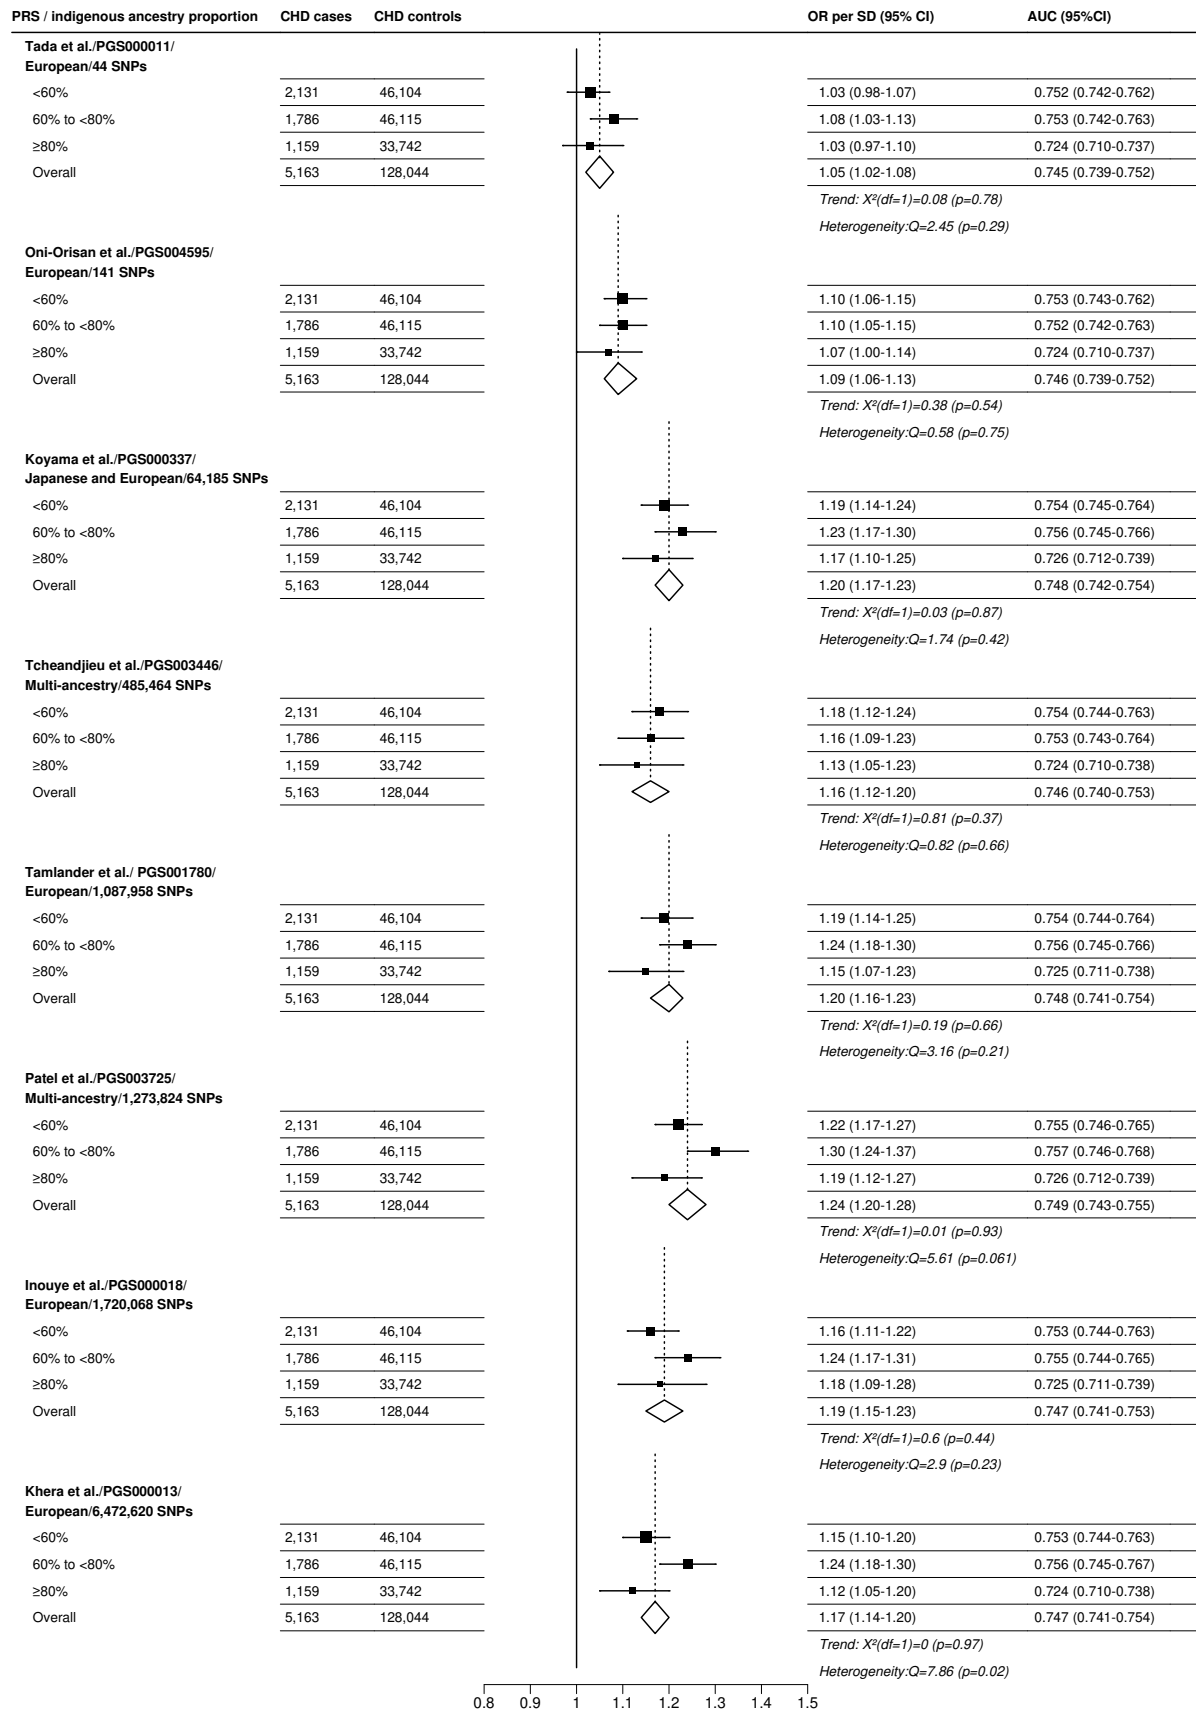 PRS / indigenous ancestry proportion CHD cases CHD controls OR per SD (95% CI) AUC (95%CI)
Tada et al./PGS000011/
European/44 SNPs
<60% 2,131 46,104 1.03 (0.98-1.07) 0.752 (0.742-0.762)
60% to <80% 1,786 46,115 1.08 (1.03-1.13) 0.753 (0.742-0.763)
≥80% 1,159 33,742 1.03 (0.97-1.10) 0.724 (0.710-0.737)
Overall 5,163 128,044 1.05 (1.02-1.08) 0.745 (0.739-0.752)
Trend: X²(df=1)=0.08 (p=0.78)
Heterogeneity:Q=2.45 (p=0.29)
Oni-Orisan et al./PGS004595/
European/141 SNPs
<60% 2,131 46,104 1.10 (1.06-1.15) 0.753 (0.743-0.762)
60% to <80% 1,786 46,115 1.10 (1.05-1.15) 0.752 (0.742-0.763)
≥80% 1,159 33,742 1.07 (1.00-1.14) 0.724 (0.710-0.737)
Overall 5,163 128,044 1.09 (1.06-1.13) 0.746 (0.739-0.752)
Trend: X²(df=1)=0.38 (p=0.54)
Heterogeneity:Q=0.58 (p=0.75)
Koyama et al./PGS000337/
Japanese and European/64,185 SNPs
<60% 2,131 46,104 1.19 (1.14-1.24) 0.754 (0.745-0.764)
60% to <80% 1,786 46,115 1.23 (1.17-1.30) 0.756 (0.745-0.766)
≥80% 1,159 33,742 1.17 (1.10-1.25) 0.726 (0.712-0.739)
Overall 5,163 128,044 1.20 (1.17-1.23) 0.748 (0.742-0.754)
Trend: X²(df=1)=0.03 (p=0.87)
Heterogeneity:Q=1.74 (p=0.42)
Tcheandjieu et al./PGS003446/
Multi-ancestry/485,464 SNPs
<60% 2,131 46,104 1.18 (1.12-1.24) 0.754 (0.744-0.763)
60% to <80% 1,786 46,115 1.16 (1.09-1.23) 0.753 (0.743-0.764)
≥80% 1,159 33,742 1.13 (1.05-1.23) 0.724 (0.710-0.738)
Overall 5,163 128,044 1.16 (1.12-1.20) 0.746 (0.740-0.753)
Trend: X²(df=1)=0.81 (p=0.37)
Heterogeneity:Q=0.82 (p=0.66)
Tamlander et al./ PGS001780/
European/1,087,958 SNPs
<60% 2,131 46,104 1.19 (1.14-1.25) 0.754 (0.744-0.764)
60% to <80% 1,786 46,115 1.24 (1.18-1.30) 0.756 (0.745-0.766)
≥80% 1,159 33,742 1.15 (1.07-1.23) 0.725 (0.711-0.738)
Overall 5,163 128,044 1.20 (1.16-1.23) 0.748 (0.741-0.754)
Trend: X²(df=1)=0.19 (p=0.66)
Heterogeneity:Q=3.16 (p=0.21)
Patel et al./PGS003725/
Multi-ancestry/1,273,824 SNPs
<60% 2,131 46,104 1.22 (1.17-1.27) 0.755 (0.746-0.765)
60% to <80% 1,786 46,115 1.30 (1.24-1.37) 0.757 (0.746-0.768)
≥80% 1,159 33,742 1.19 (1.12-1.27) 0.726 (0.712-0.739)
Overall 5,163 128,044 1.24 (1.20-1.28) 0.749 (0.743-0.755)
Trend: X²(df=1)=0.01 (p=0.93)
Heterogeneity:Q=5.61 (p=0.061)
Inouye et al./PGS000018/
European/1,720,068 SNPs
<60% 2,131 46,104 1.16 (1.11-1.22) 0.753 (0.744-0.763)
60% to <80% 1,786 46,115 1.24 (1.17-1.31) 0.755 (0.744-0.765)
≥80% 1,159 33,742 1.18 (1.09-1.28) 0.725 (0.711-0.739)
Overall 5,163 128,044 1.19 (1.15-1.23) 0.747 (0.741-0.753)
Trend: X²(df=1)=0.6 (p=0.44)
Heterogeneity:Q=2.9 (p=0.23)
Khera et al./PGS000013/
European/6,472,620 SNPs
<60% 2,131 46,104 1.15 (1.10-1.20) 0.753 (0.744-0.763)
60% to <80% 1,786 46,115 1.24 (1.18-1.30) 0.756 (0.745-0.767)
≥80% 1,159 33,742 1.12 (1.05-1.20) 0.724 (0.710-0.738)
Overall 5,163 128,044 1.17 (1.14-1.20) 0.747 (0.741-0.754)
Trend: X²(df=1)=0 (p=0.97)
Heterogeneity:Q=7.86 (p=0.02)
0.8 0.9 1 1.1 1.2 1.3 1.4 1.5